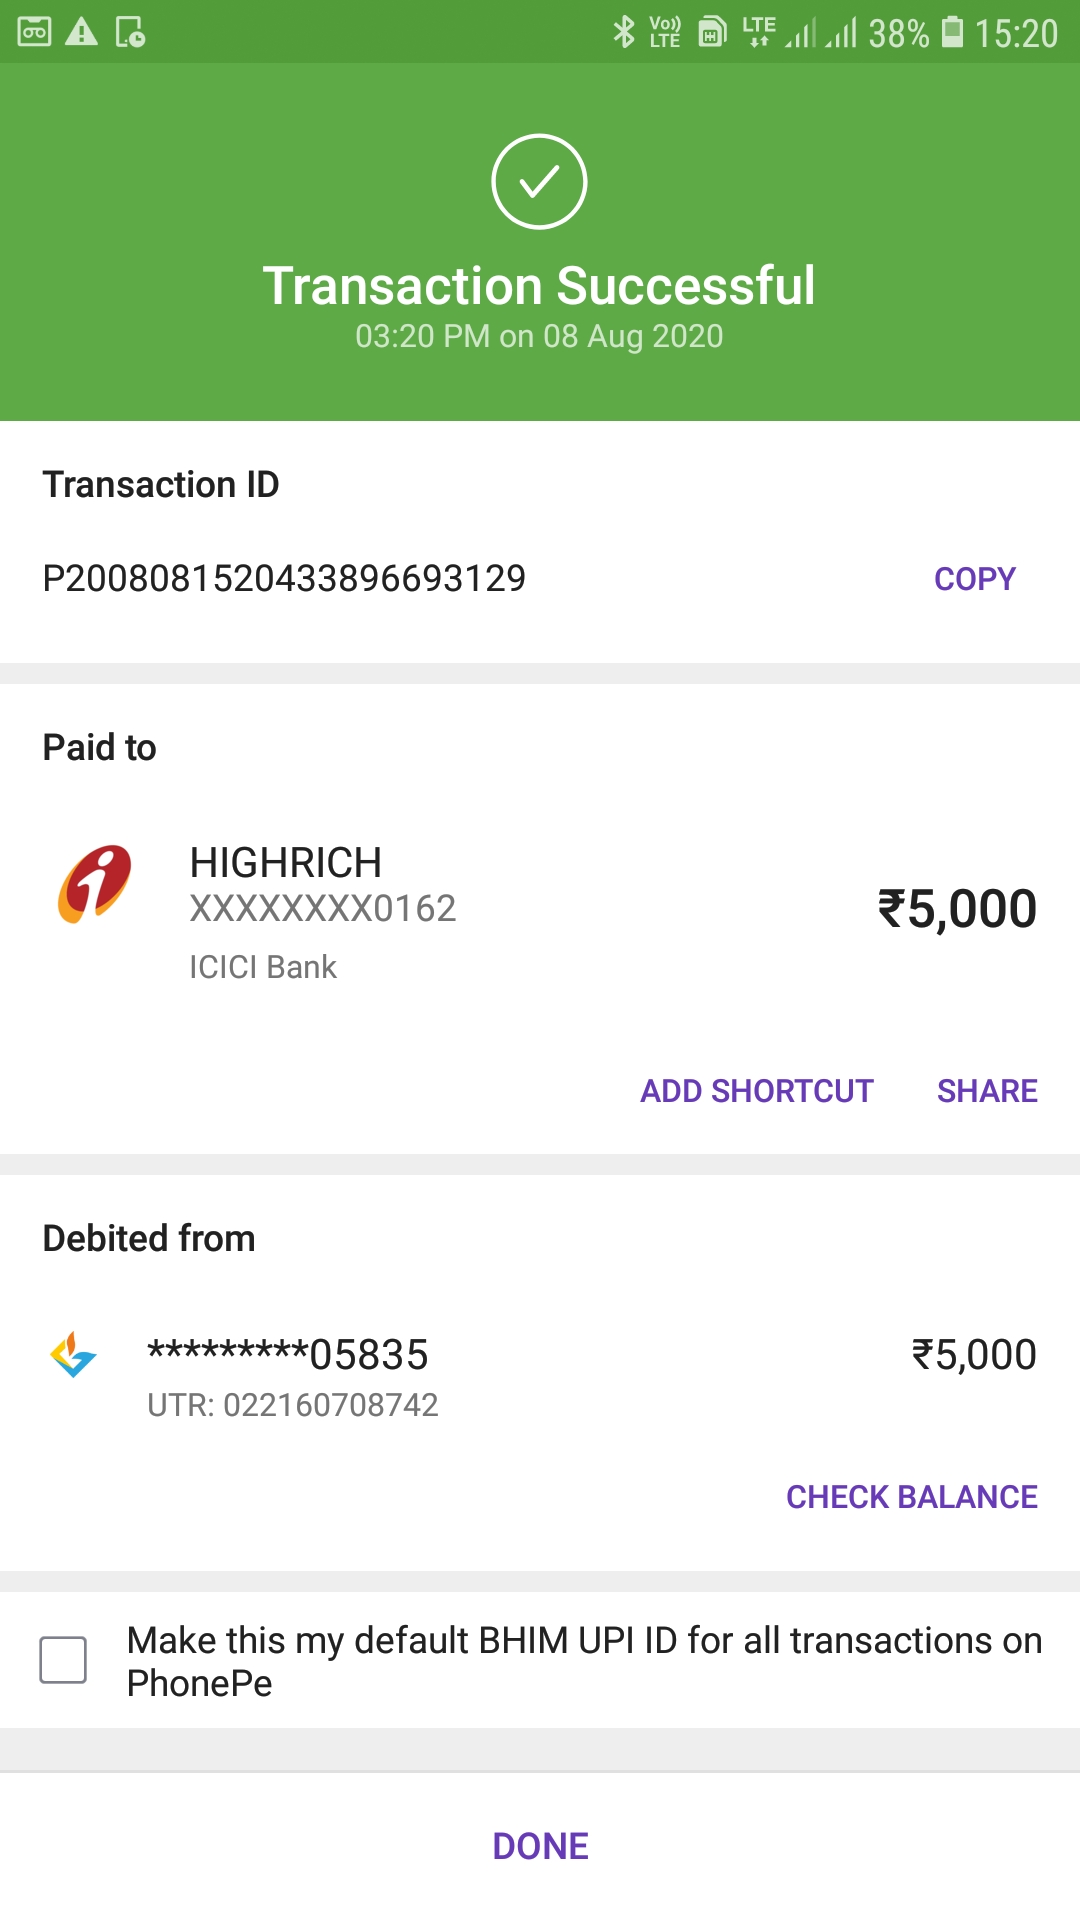 Vo)) LTE LTE 38% 15:20
Transaction Successful
03:20 PM on 08 Aug 2020
Transaction ID
P2008081520433896693129 COPY
Paid to
HIGHRICH
XXXXXXXX0162 ₹5,000
ICICI Bank
ADD SHORTCUT SHARE
Debited from
*********05835 ₹5,000
UTR: 022160708742
CHECK BALANCE
Make this my default BHIM UPI ID for all transactions on
PhonePe
DONE